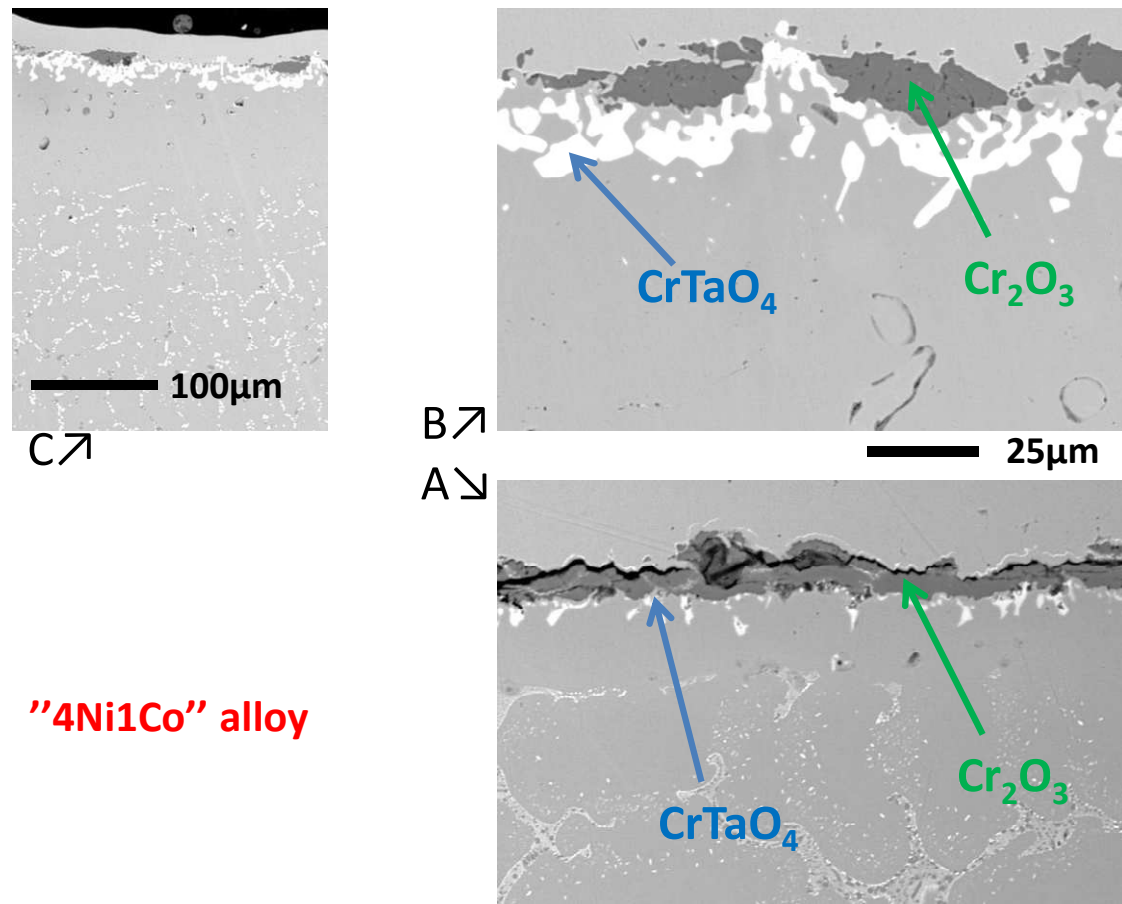 CrTaO₄
Cr₂O₃
100µm
B↗
C↗
25µm
A↘
’’4Ni1Co’’ alloy
Cr₂O₃
CrTaO₄